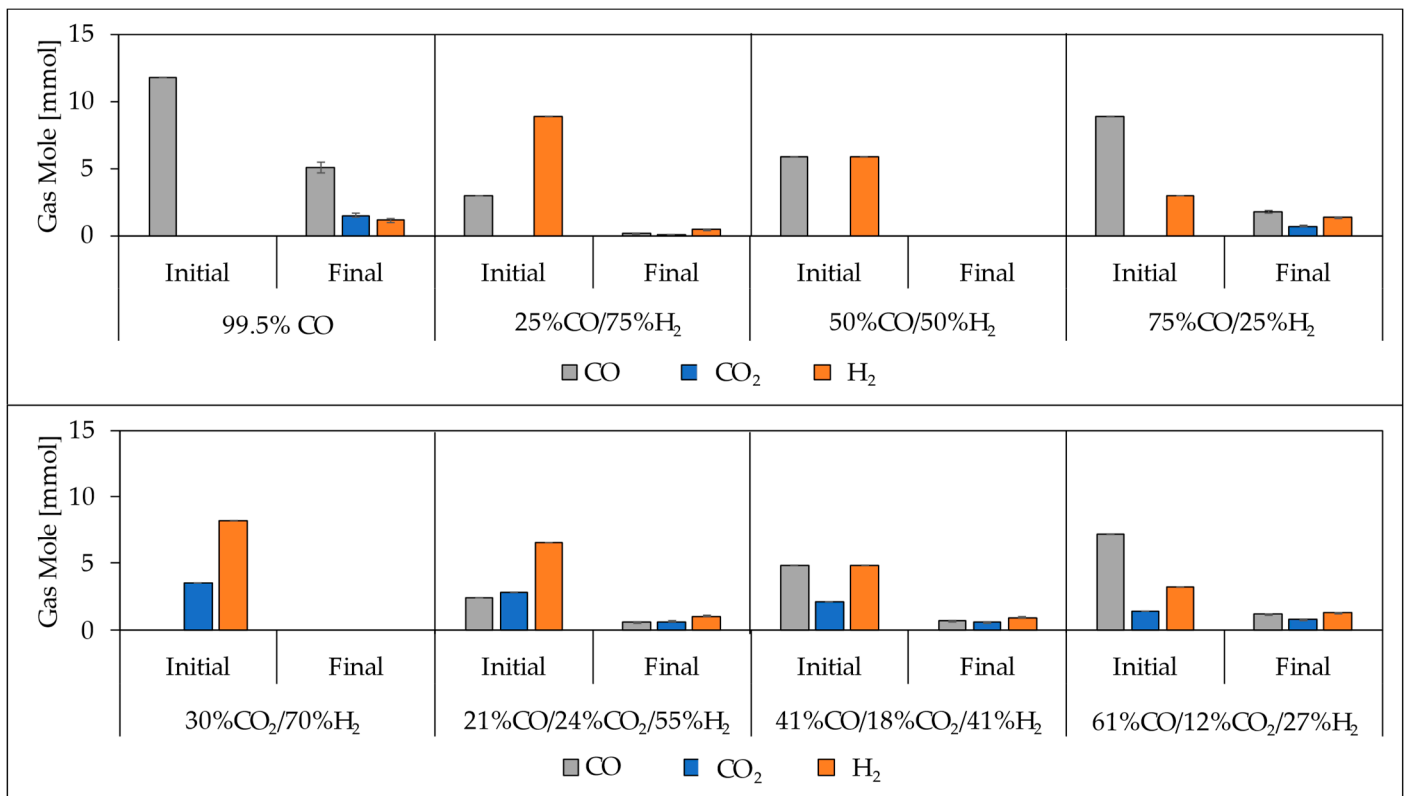 15
10
5
0
Gas Mole [mmol]
Initial Final Initial Final Initial Final Initial Final
99.5% CO 25%CO/75%H₂ 50%CO/50%H₂ 75%CO/25%H₂
CO CO₂ H₂
15
10
5
0
Gas Mole [mmol]
Initial Final Initial Final Initial Final Initial Final
30%CO₂/70%H₂ 21%CO/24%CO₂/55%H₂ 41%CO/18%CO₂/41%H₂ 61%CO/12%CO₂/27%H₂
CO CO₂ H₂